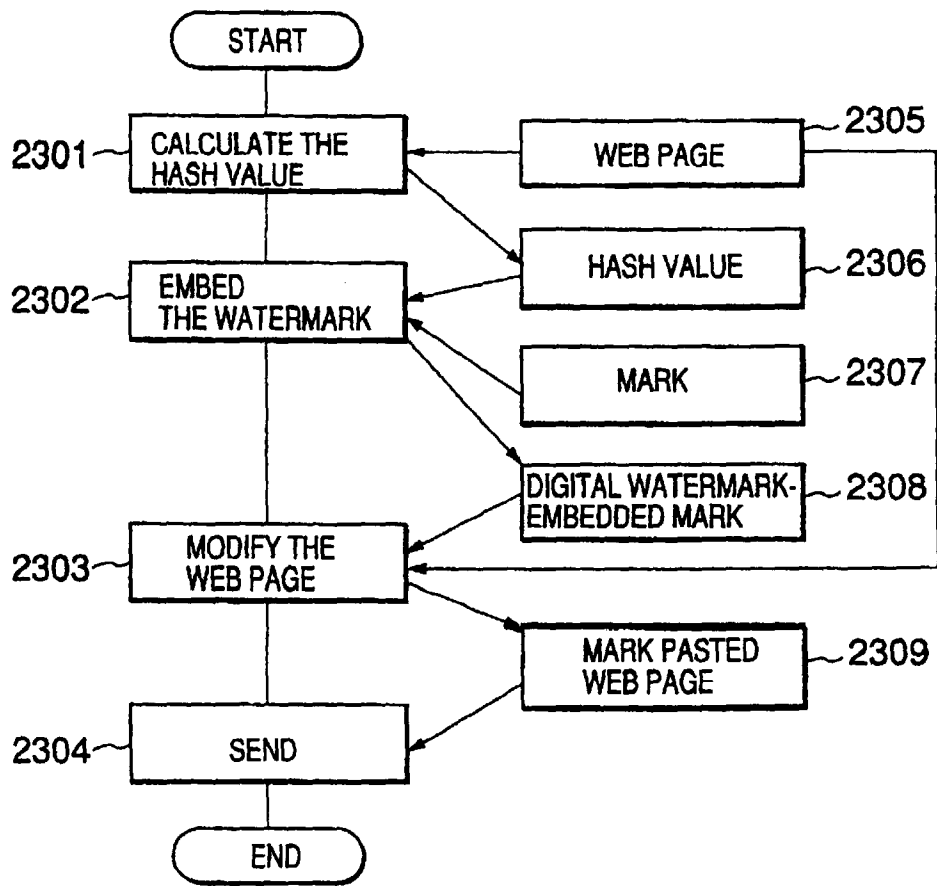 START
2301
CALCULATE THE
HASH VALUE
WEB PAGE
2305
HASH VALUE
2306
2302
EMBED
THE WATERMARK
MARK
2307
DIGITAL WATERMARK-
EMBEDDED MARK
2308
2303
MODIFY THE
WEB PAGE
MARK PASTED
WEB PAGE
2309
2304
SEND
END